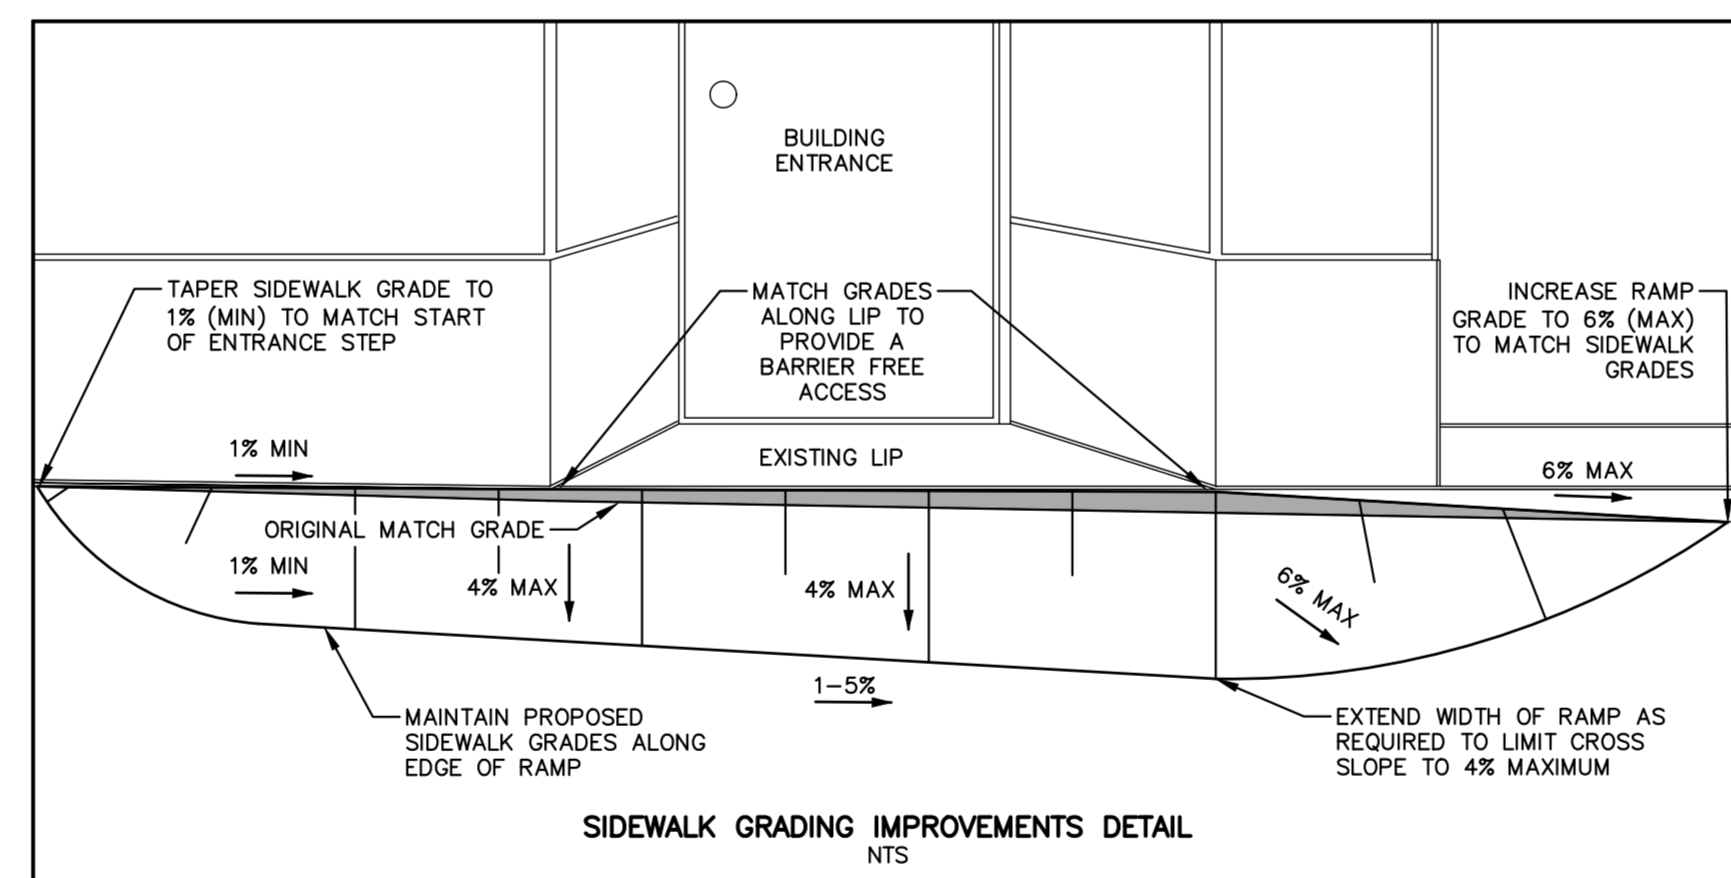 BUILDING
ENTRANCE
TAPER SIDEWALK GRADE TO
1% (MIN) TO MATCH START
OF ENTRANCE STEP
MATCH GRADES
ALONG LIP TO
PROVIDE A
BARRIER FREE
ACCESS
INCREASE RAMP
GRADE TO 6% (MAX)
TO MATCH SIDEWALK
GRADES
1% MIN
EXISTING LIP
6% MAX
ORIGINAL MATCH GRADE
1% MIN
4% MAX
4% MAX
6% MAX
1-5%
MAINTAIN PROPOSED
SIDEWALK GRADES ALONG
EDGE OF RAMP
EXTEND WIDTH OF RAMP AS
REQUIRED TO LIMIT CROSS
SLOPE TO 4% MAXIMUM
SIDEWALK GRADING IMPROVEMENTS DETAIL
NTS